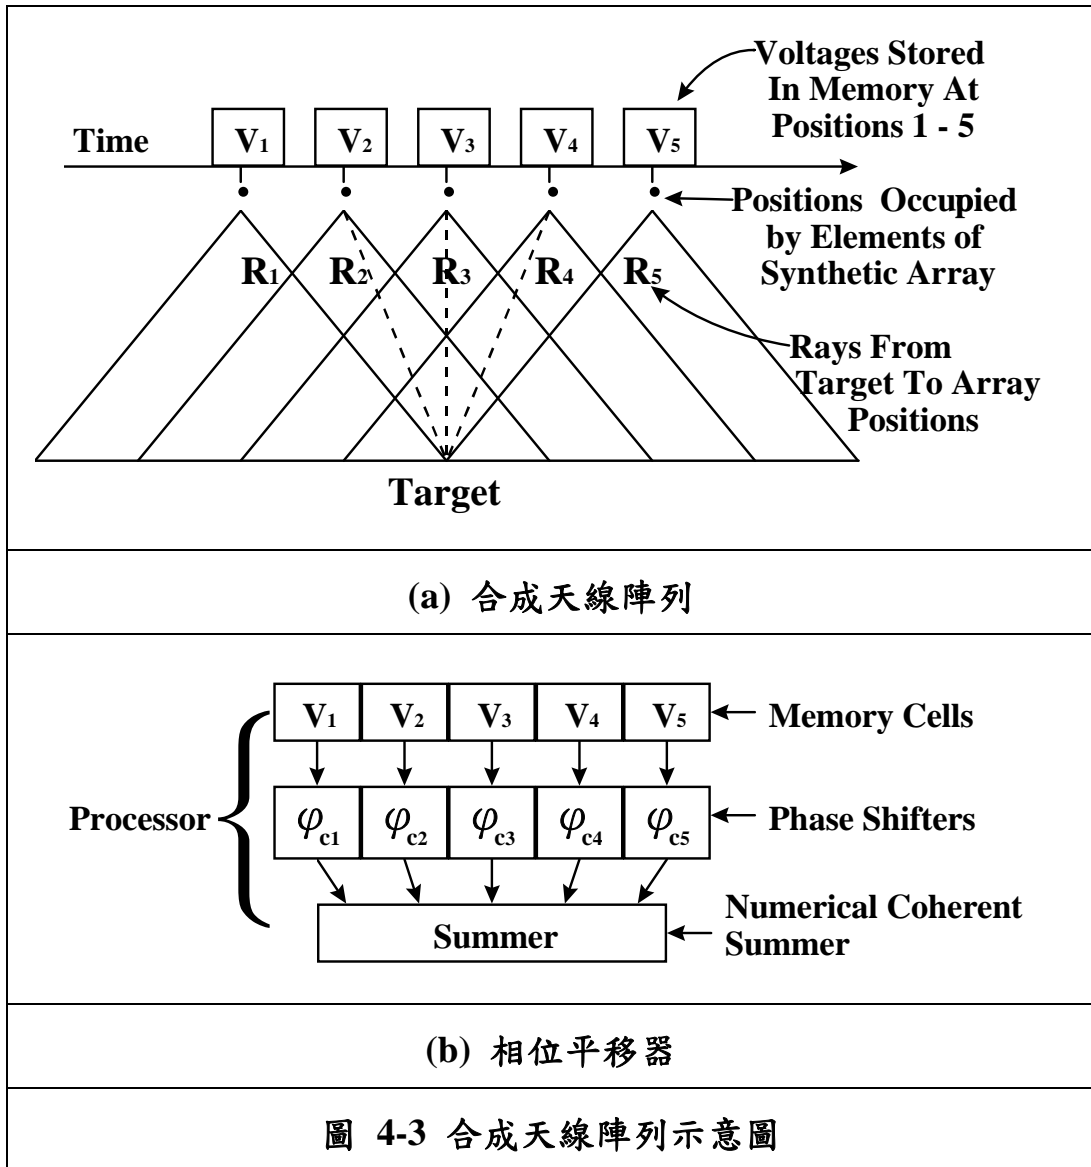 Voltages Stored
In Memory At
Positions 1 - 5
Time
V1 V2 V3 V4 V5
Positions Occupied
by Elements of
Synthetic Array
R1 R2 R3 R4 R5
Rays From
Target To Array
Positions
Target
(a) 合成天線陣列
V1 V2 V3 V4 V5
Memory Cells
Processor
φc1 φc2 φc3 φc4 φc5
Phase Shifters
Summer
Numerical Coherent
Summer
(b) 相位平移器
圖 4-3 合成天線陣列示意圖